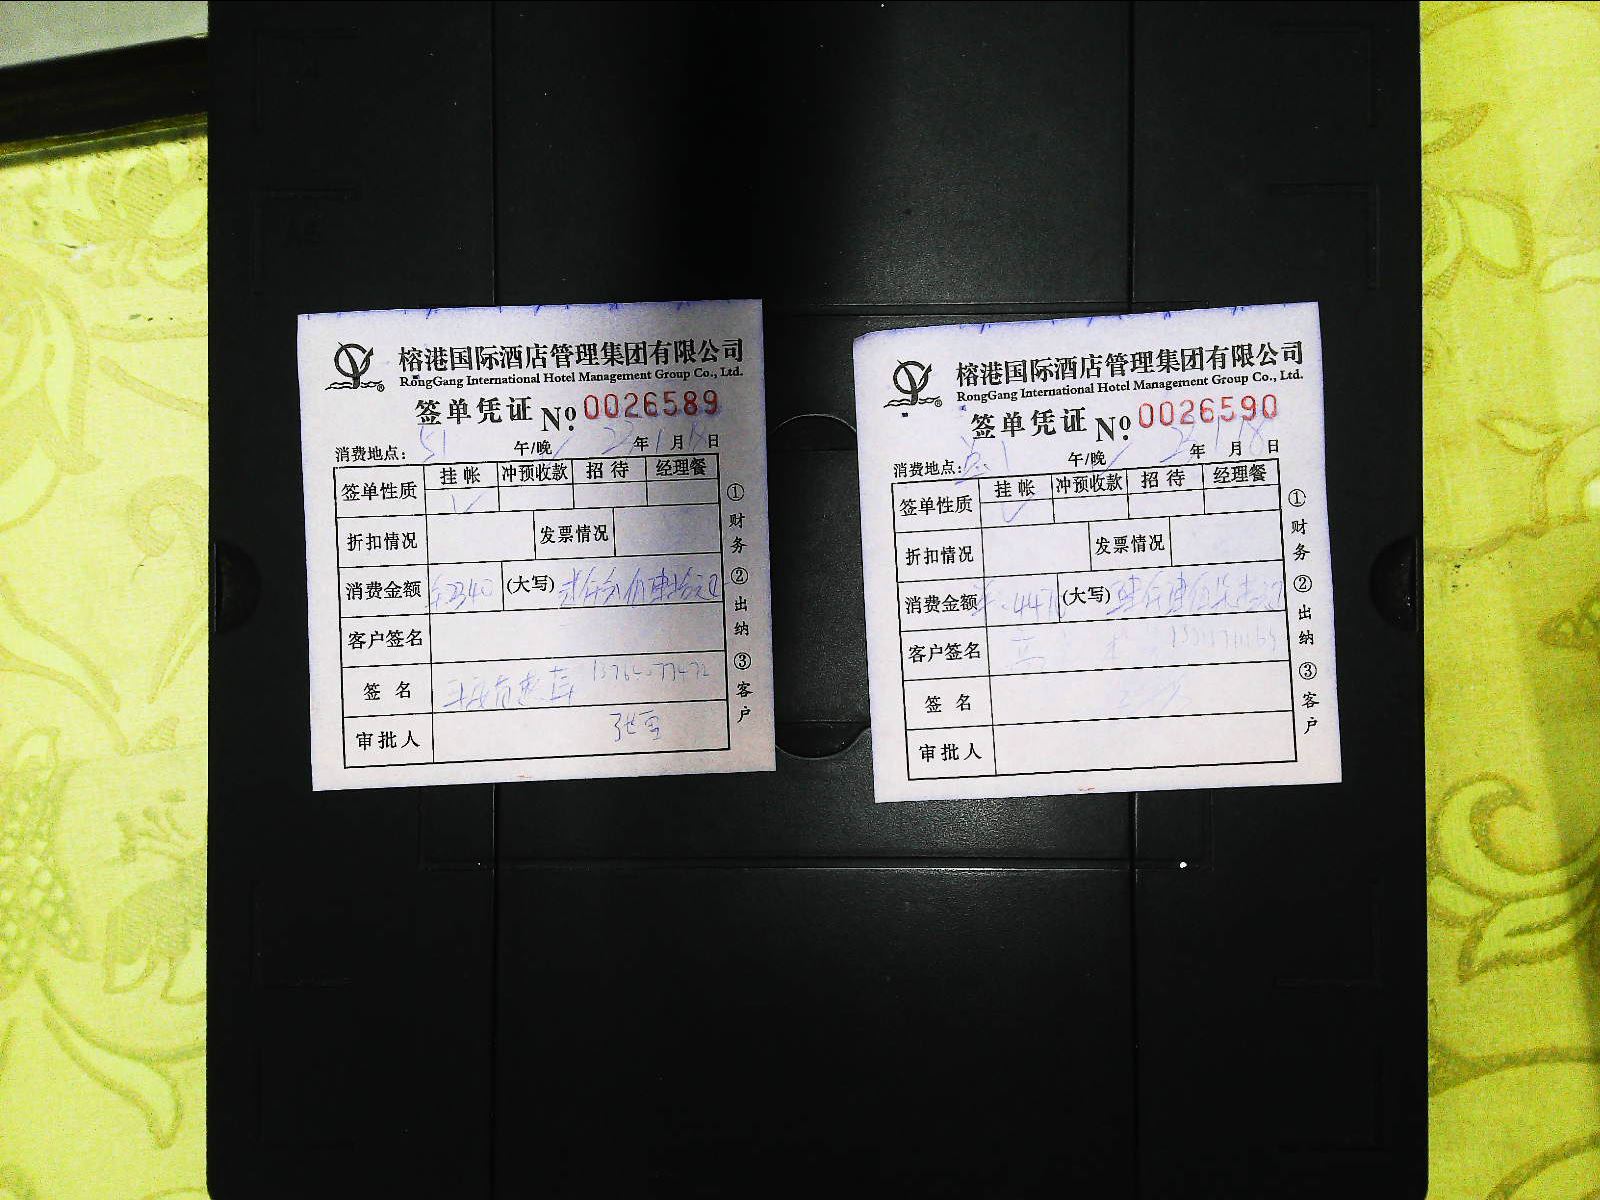 榕港国际酒店管理集团有限公司
RongGang International Hotel Management Group Co., Ltd.
签单凭证 No. 0026589
消费地点: 51 午/晚 年 1 月 18 日
签单性质 挂帐 冲预收款 招待 经理餐
折扣情况 发票情况
消费金额 ¥2340 (大写)
客户签名
签名
审批人
①财务 ②出纳 ③客户
榕港国际酒店管理集团有限公司
RongGang International Hotel Management Group Co., Ltd.
签单凭证 No. 0026590
消费地点: 午/晚 年 1 月 18 日
签单性质 挂帐 冲预收款 招待 经理餐
折扣情况 发票情况
消费金额 (大写)
客户签名
签名
审批人
①财务 ②出纳 ③客户